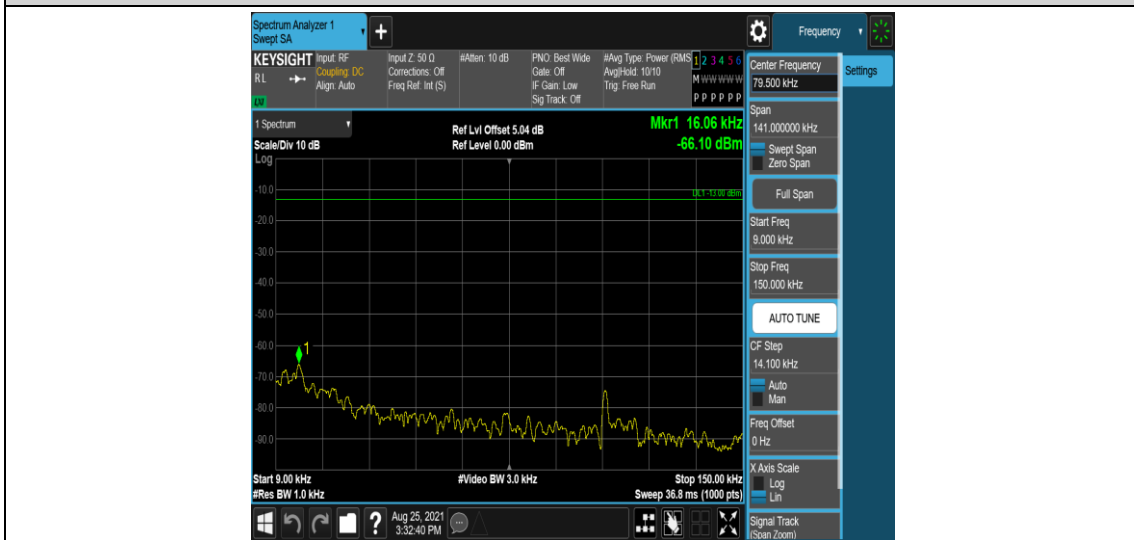 Spectrum Analyzer 1
Swept SA
+
Frequency
KEYSIGHT
RL
LXI
Input: RF
Coupling: DC
Align: Auto
Input Z: 50 Ω
Corrections: Off
Freq Ref: Int (S)
#Atten: 10 dB
PNO: Best Wide
Gate: Off
IF Gain: Low
Sig Track: Off
#Avg Type: Power (RMS
Avg|Hold: 10/10
Trig: Free Run
1 2 3 4 5 6
M W W W W W
P P P P P P
1 Spectrum
Scale/Div 10 dB
Ref Lvl Offset 5.04 dB
Ref Level 0.00 dBm
Mkr1 16.06 kHz
-66.10 dBm
Log
DL1 -13.00 dBm
-10.0
-20.0
-30.0
-40.0
-50.0
-60.0
-70.0
-80.0
-90.0
1
Start 9.00 kHz
#Res BW 1.0 kHz
#Video BW 3.0 kHz
Stop 150.00 kHz
Sweep 36.8 ms (1000 pts)
Center Frequency
79.500 kHz
Settings
Span
141.000000 kHz
Swept Span
Zero Span
Full Span
Start Freq
9.000 kHz
Stop Freq
150.000 kHz
AUTO TUNE
CF Step
14.100 kHz
Auto
Man
Freq Offset
0 Hz
X Axis Scale
Log
Lin
Signal Track
(Span Zoom)
?
Aug 25, 2021
3:32:40 PM